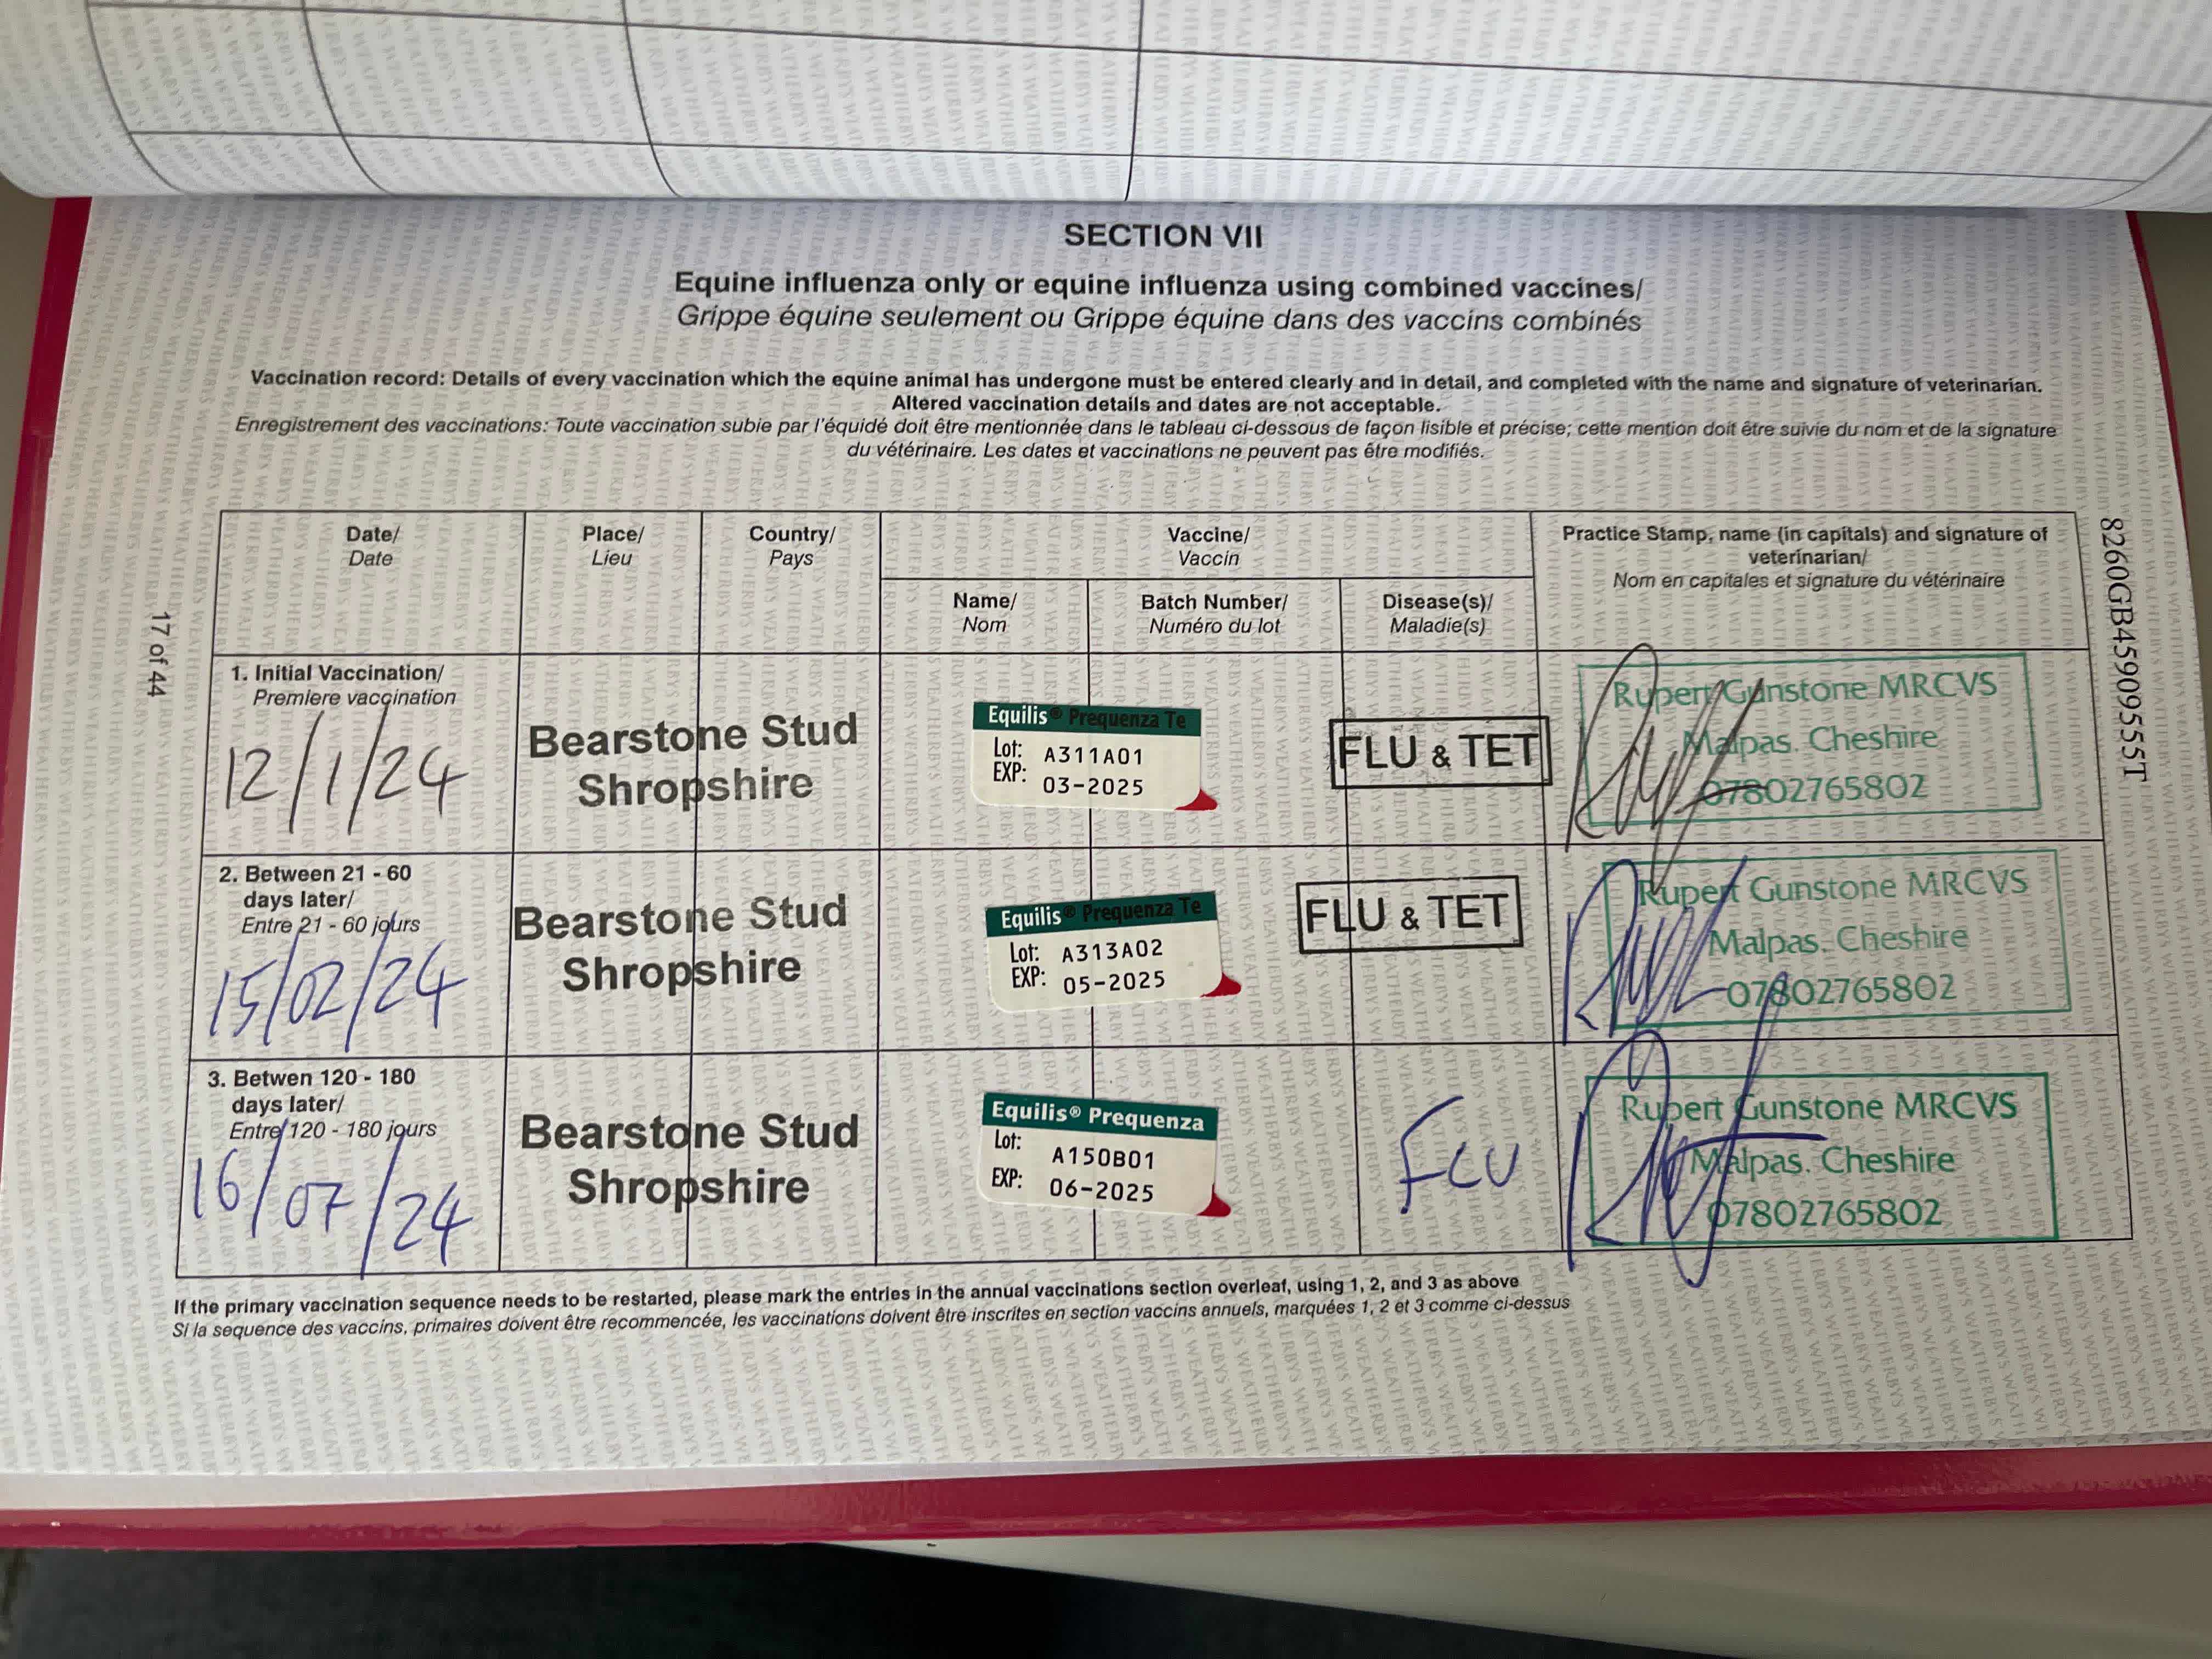 SECTION VII
Equine influenza only or equine influenza using combined vaccines/
Grippe équine seulement ou Grippe équine dans des vaccins combinés
Vaccination record: Details of every vaccination which the equine animal has undergone must be entered clearly and in detail, and completed with the name and signature of veterinarian.
Altered vaccination details and dates are not acceptable.
Enregistrement des vaccinations: Toute vaccination subie par l'équidé doit être mentionnée dans le tableau ci-dessous de façon lisible et précise; cette mention doit être suivie du nom et de la signature
du vétérinaire. Les dates et vaccinations ne peuvent pas être modifiés.
Date/
Date
Place/
Lieu
Country/
Pays
Vaccine/
Vaccin
Name/
Nom
Batch Number/
Numéro du lot
Disease(s)/
Maladie(s)
Practice Stamp, name (in capitals) and signature of
veterinarian/
Nom en capitales et signature du vétérinaire
1. Initial Vaccination/
Premiere vaccination
12/1/24
Bearstone Stud
Shropshire
Equilis® Prequenza Te
Lot: A311A01
EXP: 03-2025
FLU & TET
Rupert Gunstone MRCVS
Malpas. Cheshire
07802765802
2. Between 21 - 60
days later/
Entre 21 - 60 jours
15/02/24
Bearstone Stud
Shropshire
Equilis® Prequenza Te
Lot: A313A02
EXP: 05-2025
FLU & TET
Rupert Gunstone MRCVS
Malpas. Cheshire
07802765802
3. Betwen 120 - 180
days later/
Entre 120 - 180 jours
16/07/24
Bearstone Stud
Shropshire
Equilis® Prequenza
Lot: A150B01
EXP: 06-2025
FLU
Rupert Gunstone MRCVS
Malpas. Cheshire
07802765802
If the primary vaccination sequence needs to be restarted, please mark the entries in the annual vaccinations section overleaf, using 1, 2, and 3 as above
Si la sequence des vaccins, primaires doivent être recommencée, les vaccinations doivent être inscrites en section vaccins annuels, marquées 1, 2 et 3 comme ci-dessus
17 of 44
8260GB45909555T
WEATHERBYS